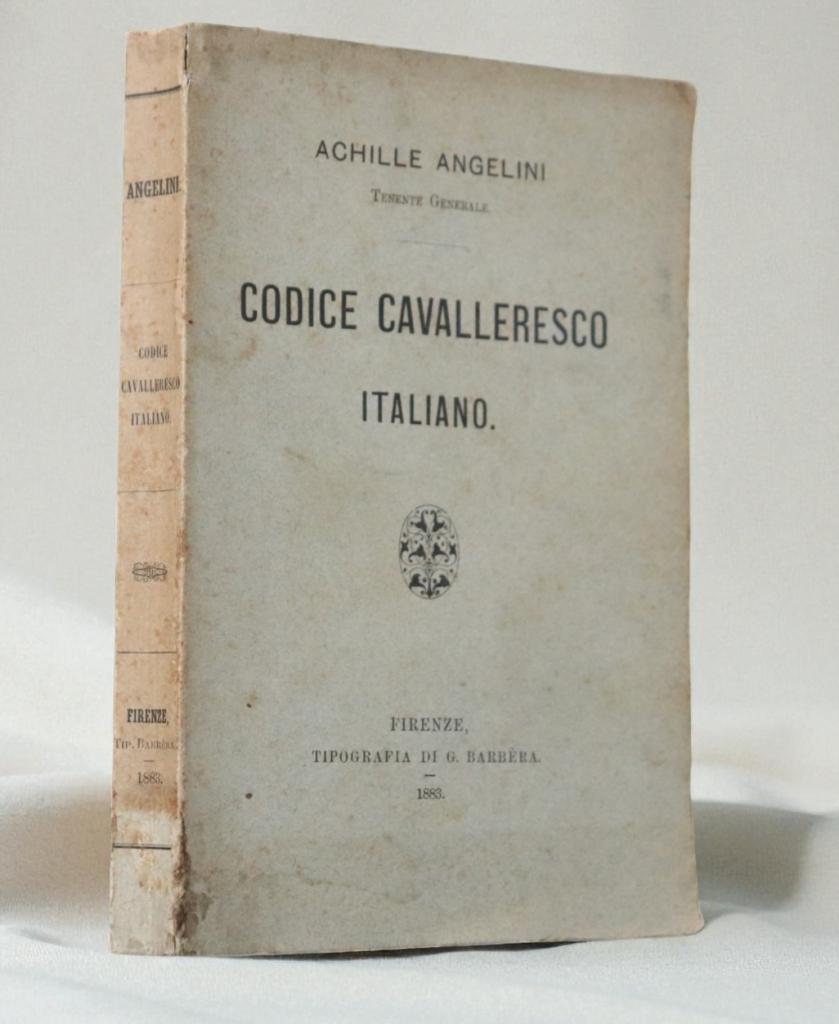 ANGELINI.
CODICE
CAVALLERESCO
ITALIANO.
FIRENZE,
TIP. BARBÈRA.
1883.
ACHILLE ANGELINI
TENENTE GENERALE.
CODICE CAVALLERESCO
ITALIANO.
FIRENZE,
TIPOGRAFIA DI G. BARBÈRA.
1883.